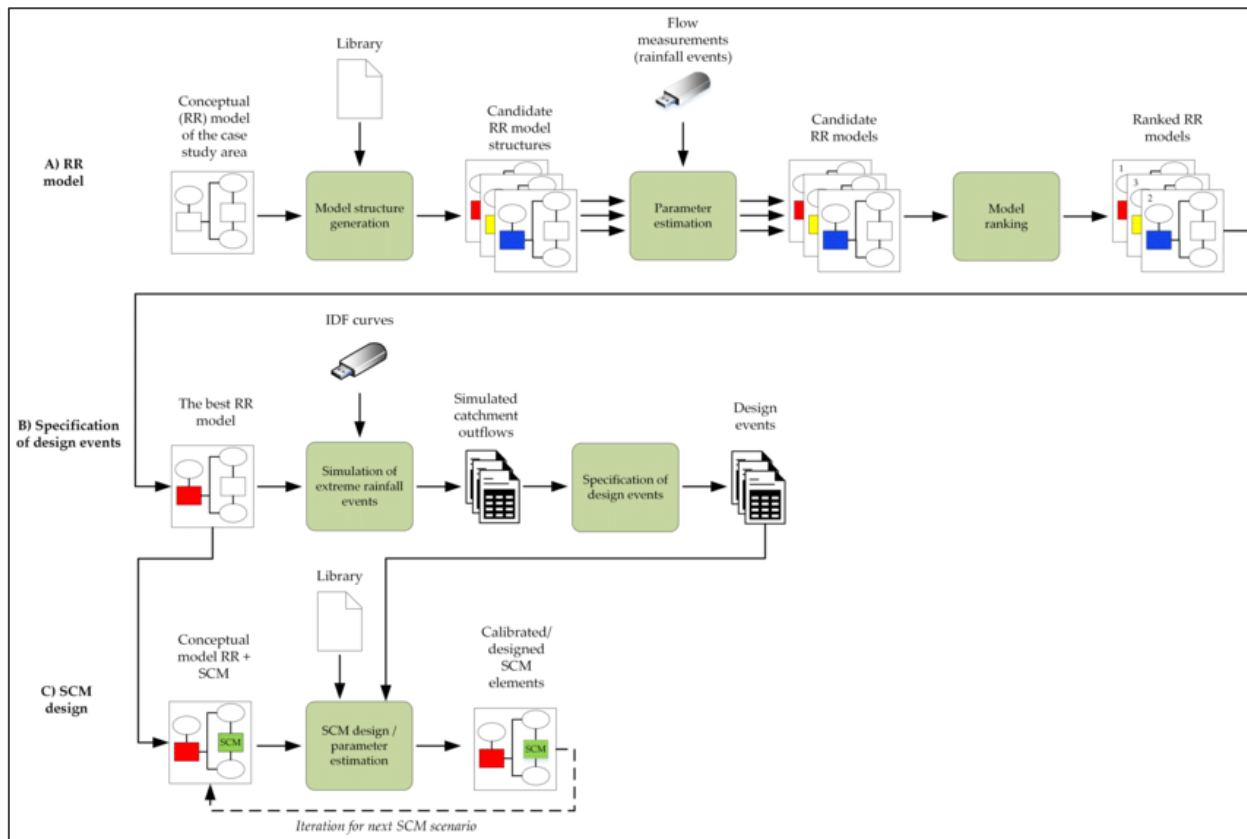 Flow
measurements
(rainfall events)
Library
Conceptual
(RR) model
of the case
study area
Candidate
RR model
structures
Candidate
RR models
Ranked RR
models
A) RR
model
Model structure
generation
Parameter
estimation
Model
ranking
1
3
2
IDF curves
The best RR
model
Simulated
catchment
outflows
Design
events
B) Specification
of design events
Simulation of
extreme rainfall
events
Specification of
design events
Library
Conceptual
model RR +
SCM
Calibrated/
designed
SCM
elements
C) SCM
design
SCM
SCM design /
parameter
estimation
SCM
Iteration for next SCM scenario